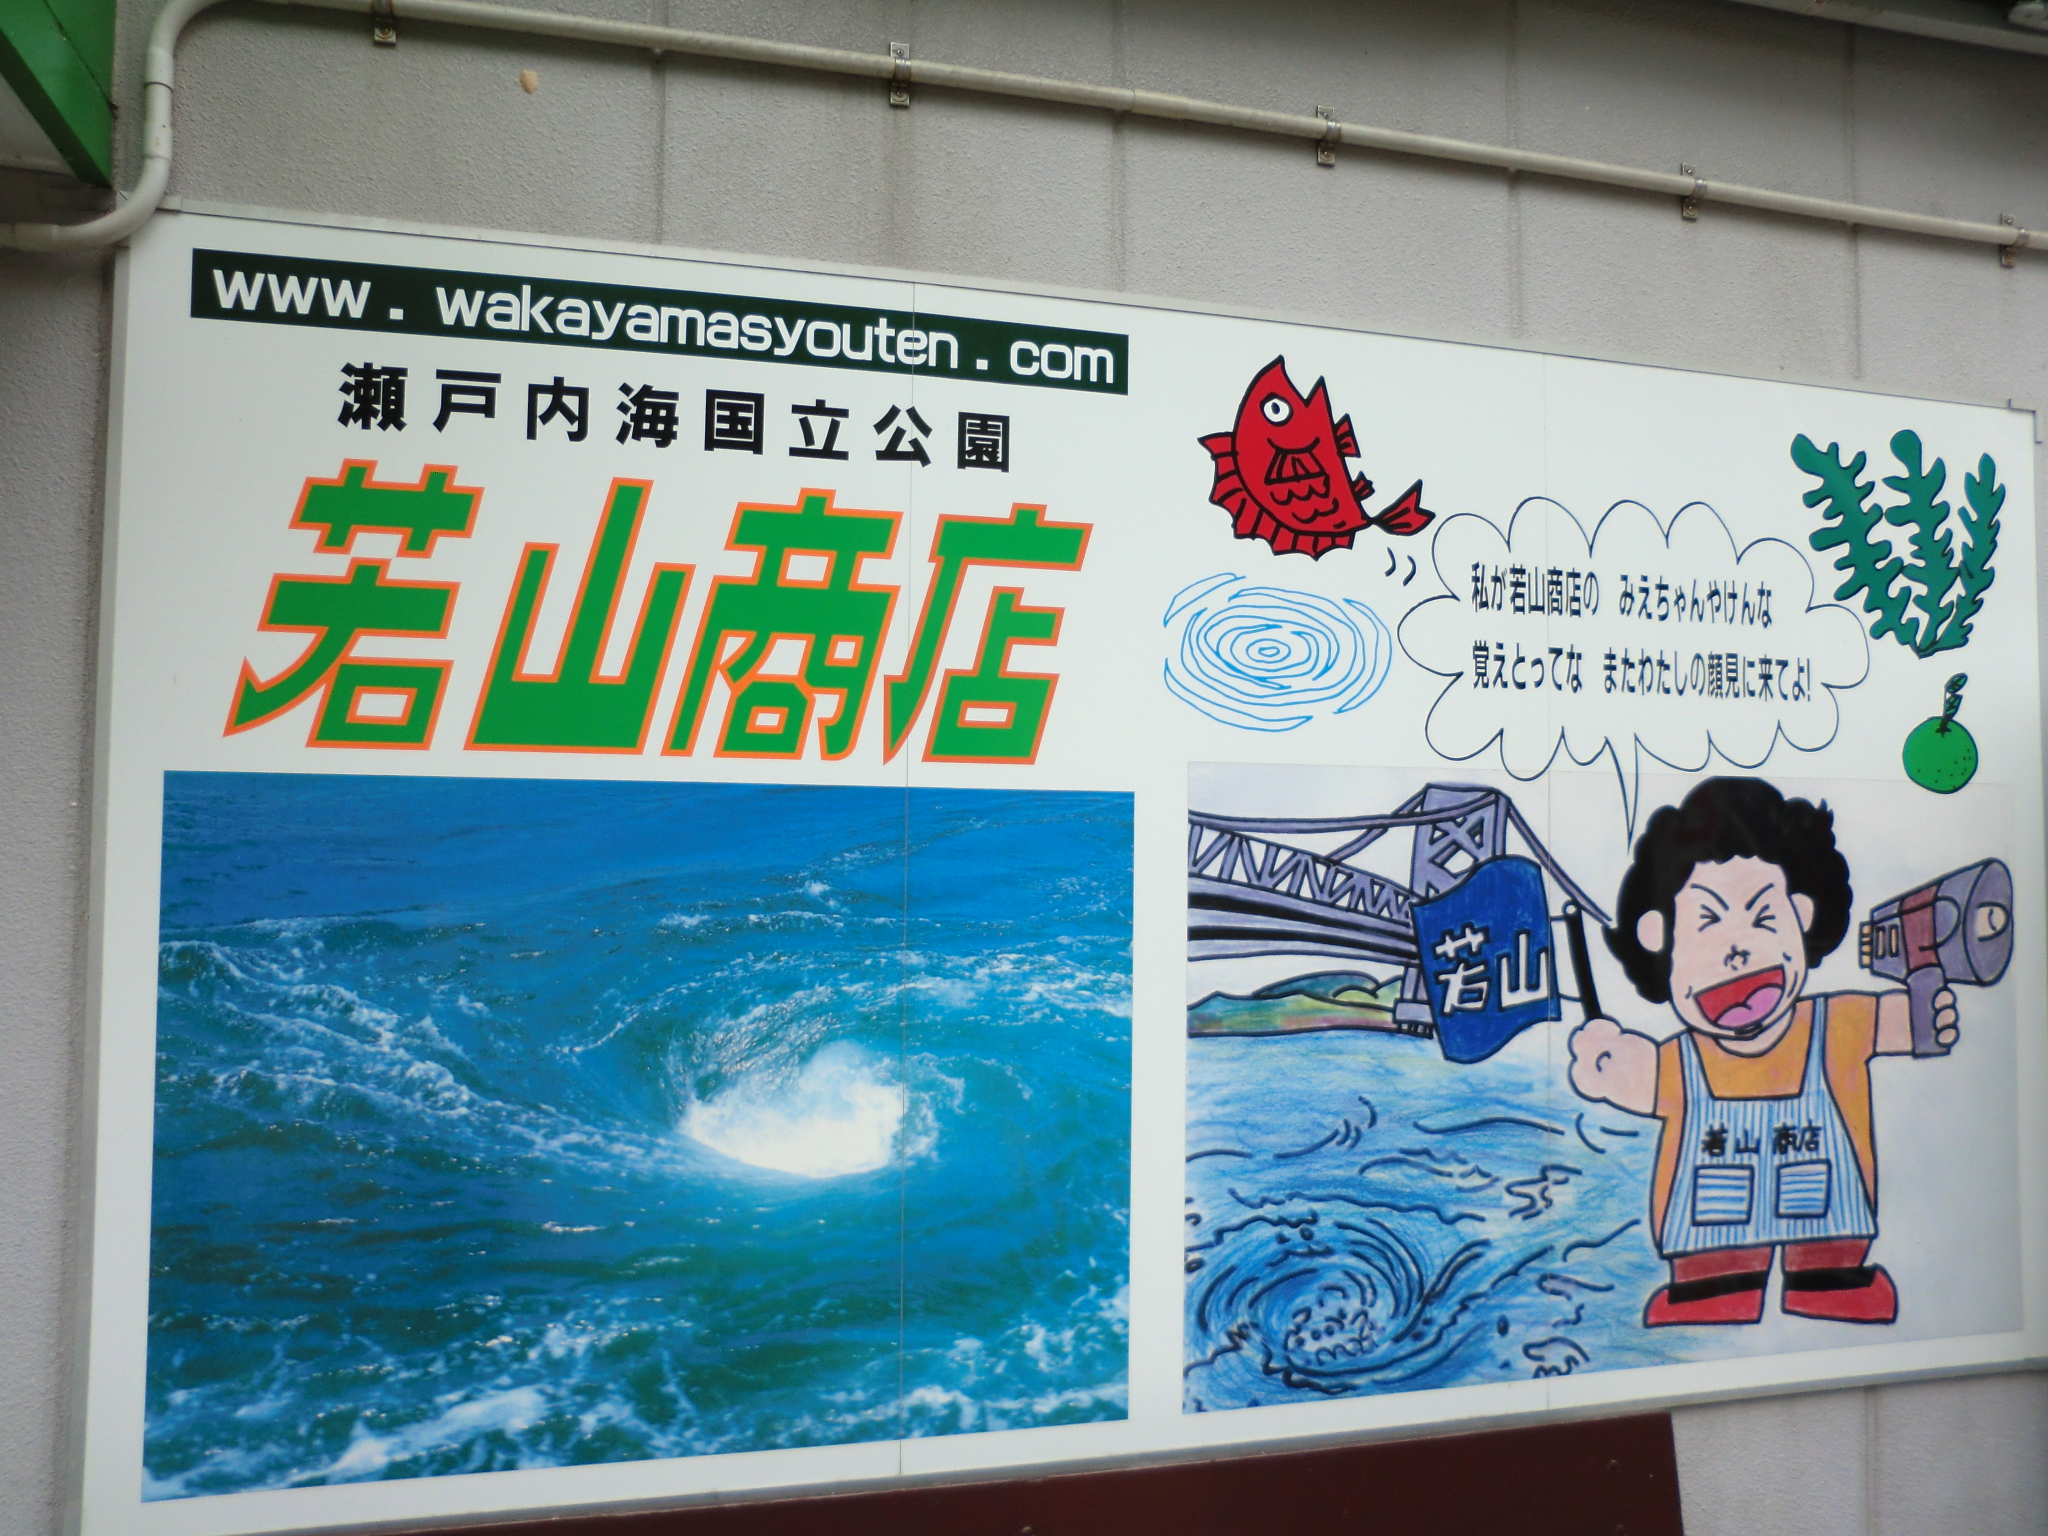 www.wakayamasyouten.com
瀬戸内海国立公園
若山商店
私が若山商店の みえちゃんやけんな
覚えとってな またわたしの顔見に来てよ!
若山
若山商店